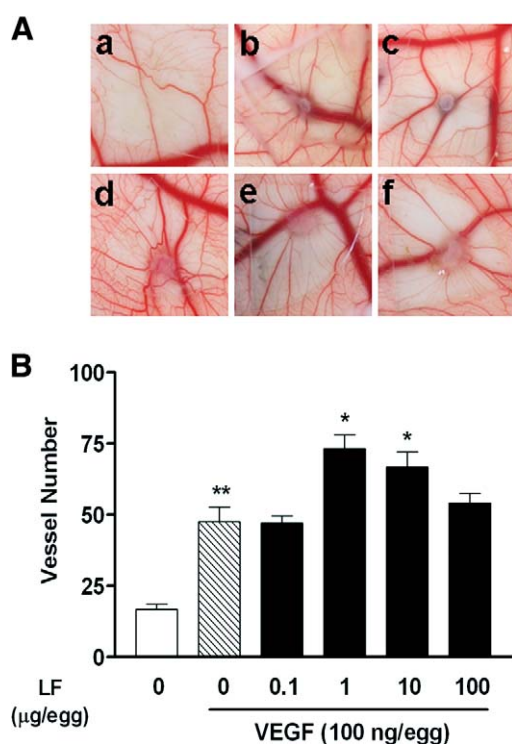 A
a b c
d e f
B
100
75
50
25
0
Vessel Number
** * *
LF 0 0 0.1 1 10 100
(µg/egg)
VEGF (100 ng/egg)